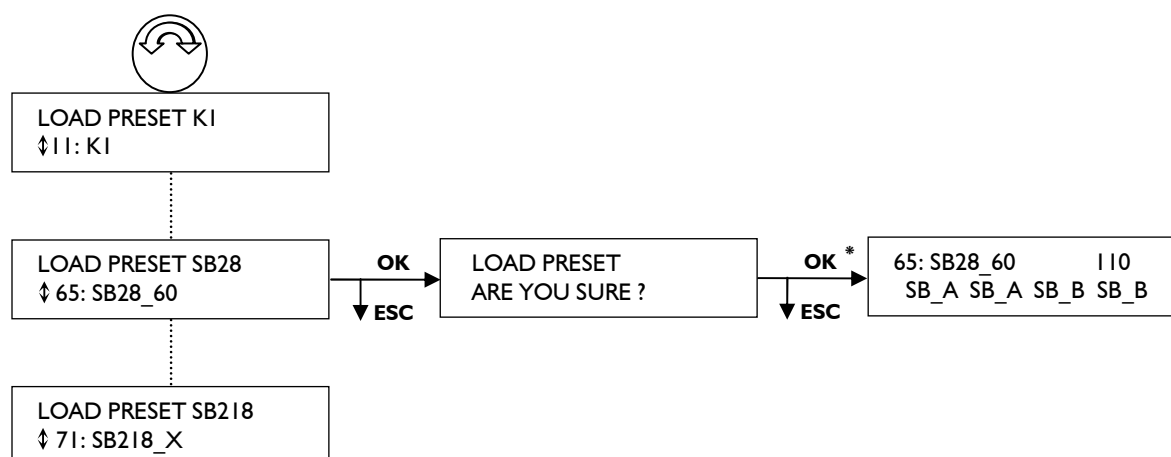 LOAD PRESET K1
↕11: K1
LOAD PRESET SB28
↕ 65: SB28_60
OK
ESC
LOAD PRESET
ARE YOU SURE ?
OK *
ESC
65: SB28_60 110
SB_A SB_A SB_B SB_B
LOAD PRESET SB218
↕ 71: SB218_X